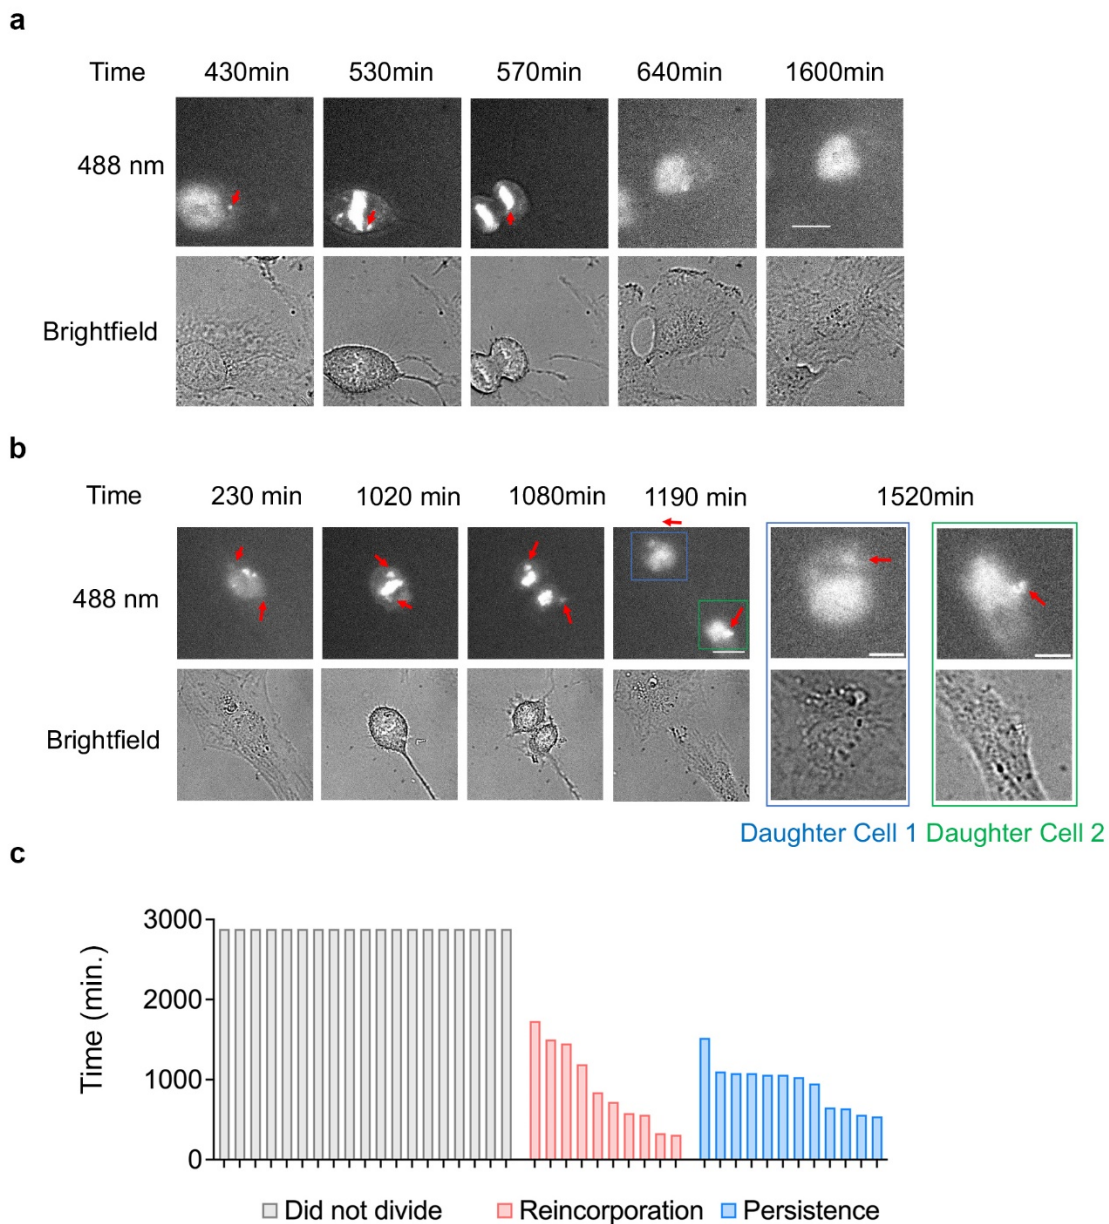 a
Time 430min 530min 570min 640min 1600min
488 nm
Brightfield
b
Time 230 min 1020 min 1080min 1190 min 1520min
488 nm
Brightfield
Daughter Cell 1 Daughter Cell 2
c
Time (min.)
3000
2000
1000
0
Did not divide Reincorporation Persistence